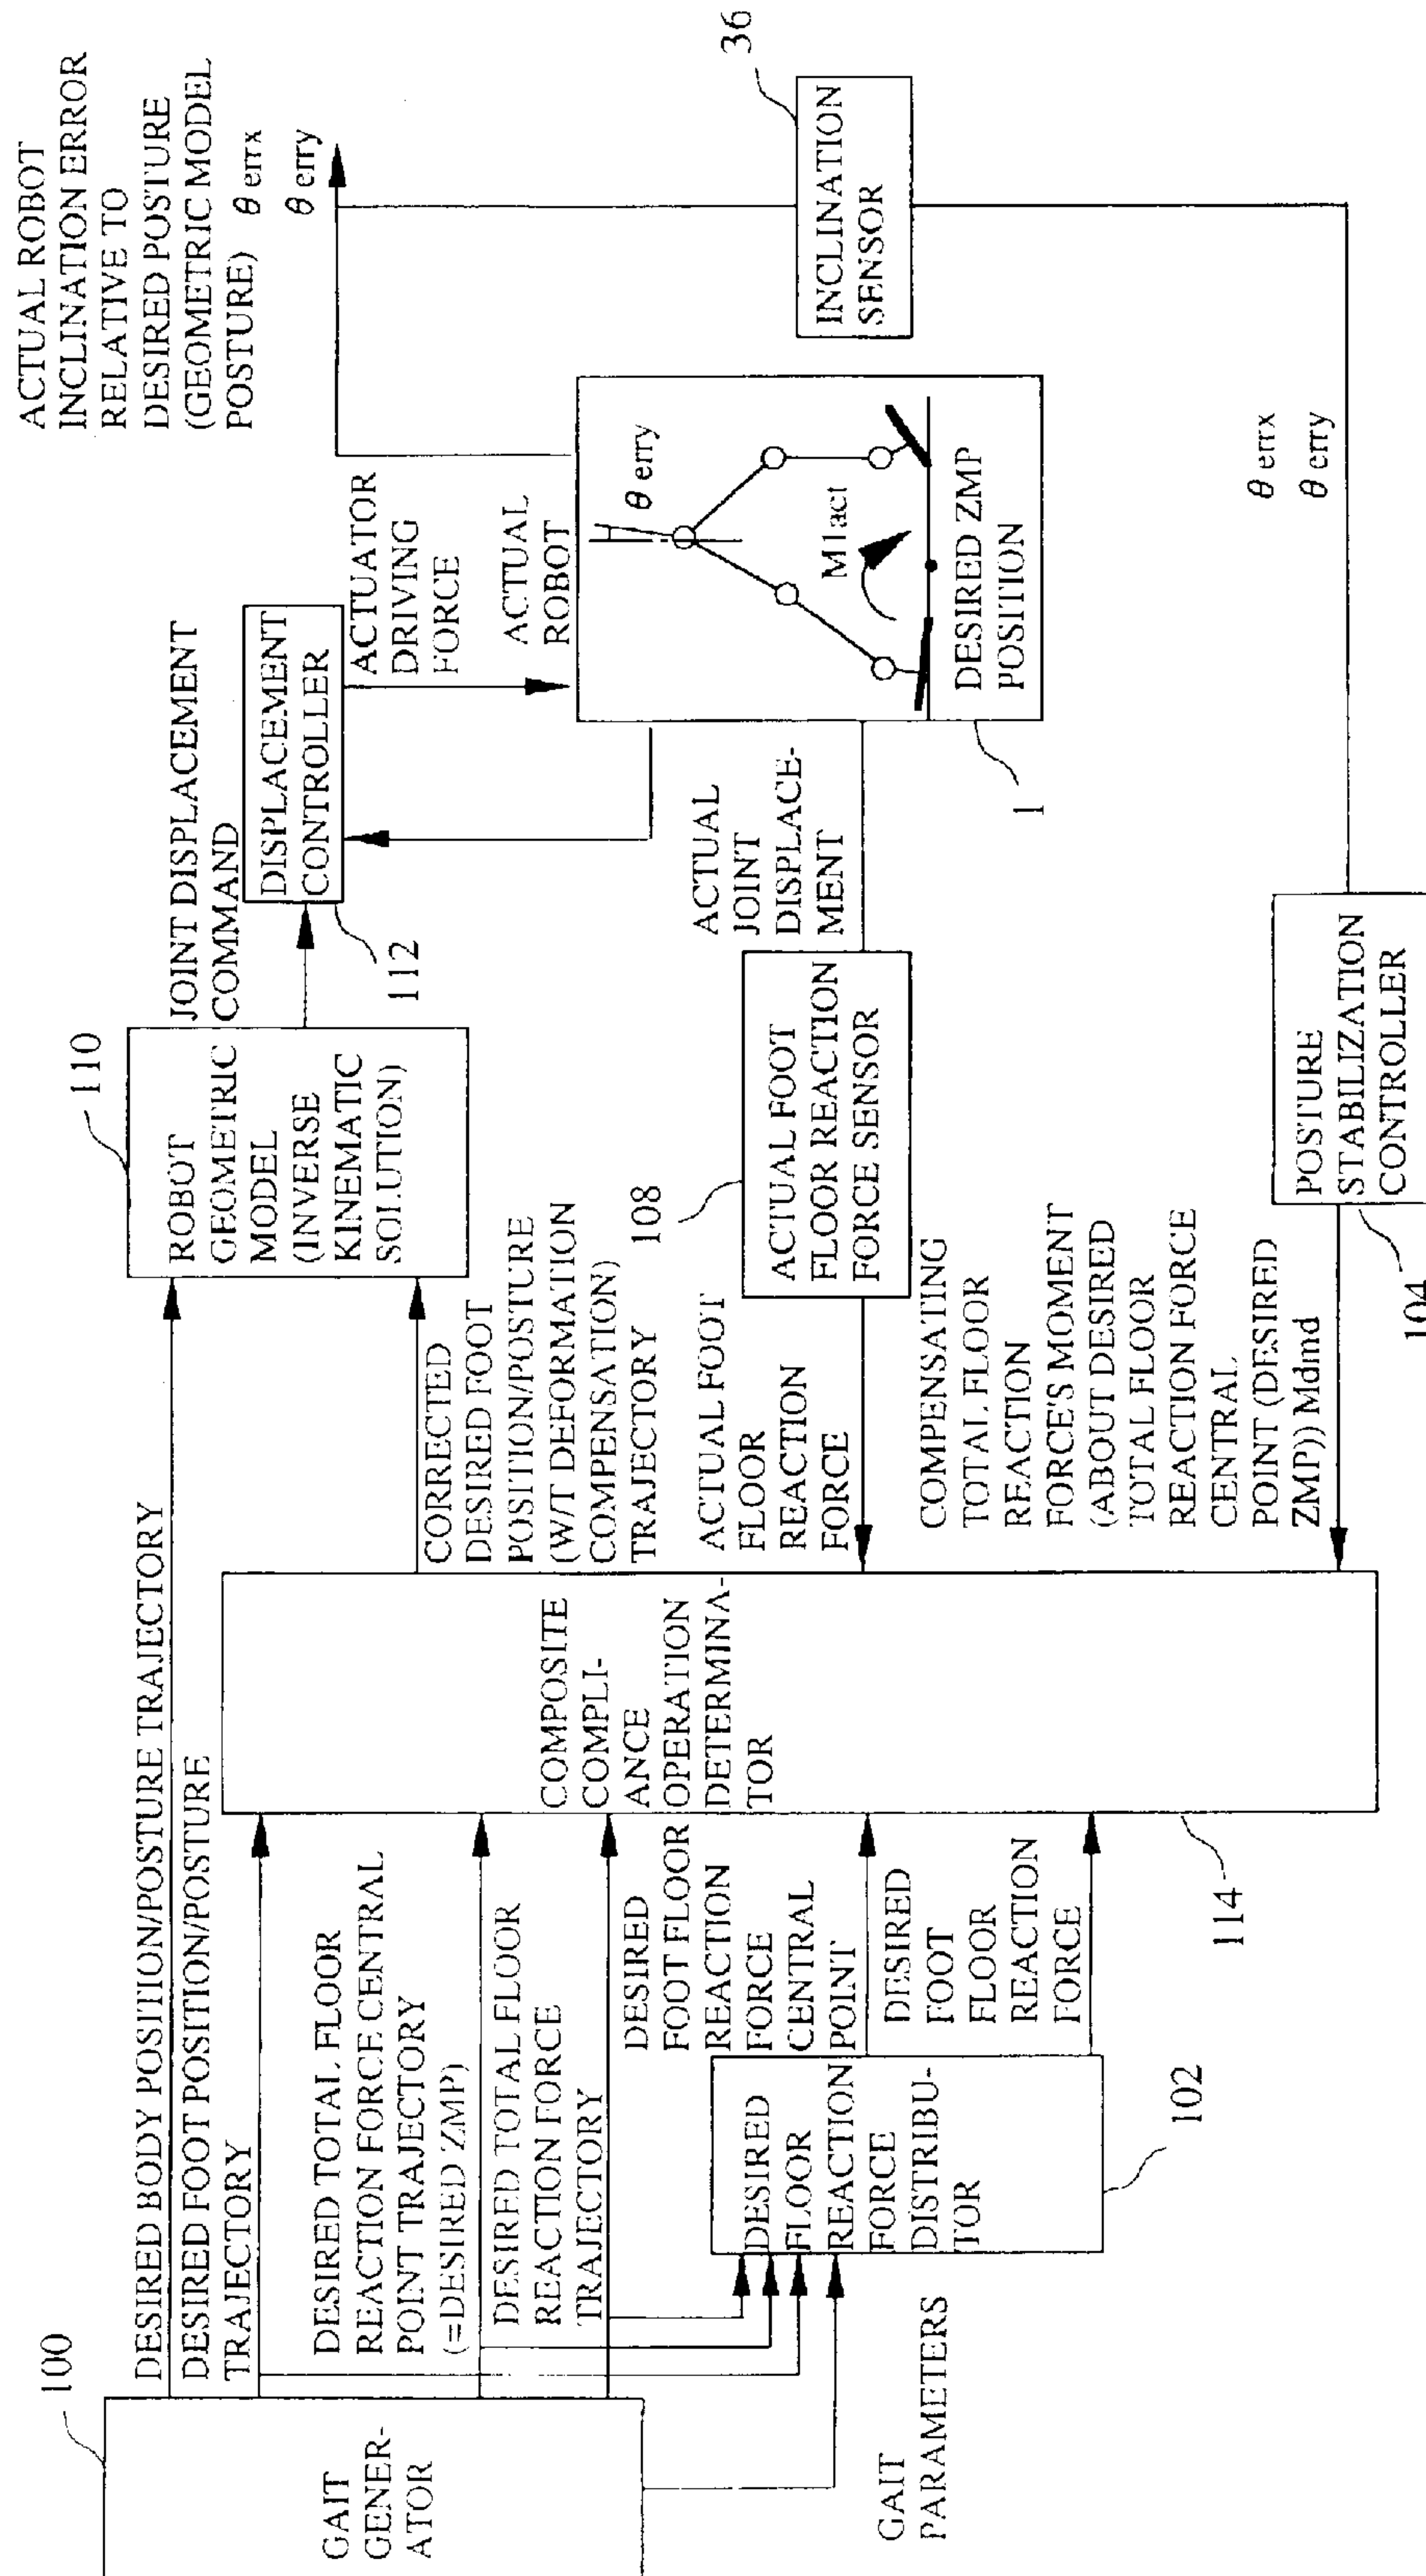 100
GAIT
GENER-
ATOR
GAIT
PARAMETERS
DESIRED BODY POSITION/POSTURE TRAJECTORY
DESIRED FOOT POSITION/POSTURE
TRAJECTORY
DESIRED TOTAL FLOOR
REACTION FORCE CENTRAL
POINT TRAJECTORY
(=DESIRED ZMP)
DESIRED TOTAL FLOOR
REACTION FORCE
TRAJECTORY
DESIRED
FLOOR
REACTION
FORCE
DISTRIBU-
TOR
102
DESIRED
FOOT FLOOR
REACTION
FORCE
CENTRAL
POINT
DESIRED
FOOT
FLOOR
REACTION
FORCE
COMPOSITE
COMPLI-
ANCE
OPERATION
DETERMINA-
TOR
114
CORRECTED
DESIRED FOOT
POSITION/POSTURE
(W/T DEFORMATION
COMPENSATION)
TRAJECTORY
ACTUAL FOOT
FLOOR
REACTION
FORCE
COMPENSATING
TOTAL FLOOR
REACTION
FORCE'S MOMENT
(ABOUT DESIRED
TOTAL FLOOR
REACTION FORCE
CENTRAL
POINT (DESIRED
ZMP)) Mdmd
110
ROBOT
GEOMETRIC
MODEL
(INVERSE
KINEMATIC
SOLUTION)
108
ACTUAL FOOT
FLOOR REACTION
FORCE SENSOR
POSTURE
STABILIZATION
CONTROLLER
104
JOINT DISPLACEMENT
COMMAND
DISPLACEMENT
CONTROLLER
112
ACTUAL
JOINT
DISPLACE-
MENT
ACTUATOR
DRIVING
FORCE
ACTUAL
ROBOT
θ erry
M1act
DESIRED ZMP
POSITION
1
ACTUAL ROBOT
INCLINATION ERROR
RELATIVE TO
DESIRED POSTURE
(GEOMETRIC MODEL
POSTURE)
θ errx
θ erry
INCLINATION
SENSOR
36
θ errx
θ erry